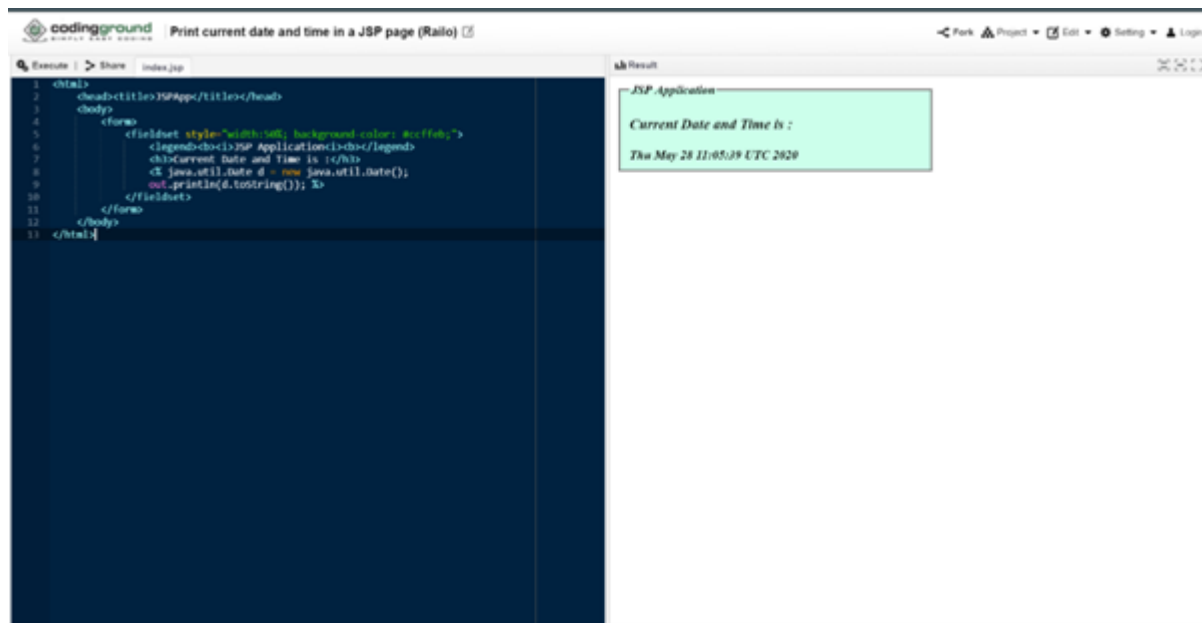 codingground
SIMPLY EASY CODING
Print current date and time in a JSP page (Railo)
Fork Project Edit Setting Login
Execute | Share index.jsp
Result
1 <html>
2 <head><title>JSPApp</title></head>
3 <body>
4 <form>
5 <fieldset style="width:50%; background-color: #ccffeb;">
6 <legend><b><i>JSP Application<i><b></legend>
7 <h3>Current Date and Time is :</h3>
8 <% java.util.Date d = new java.util.Date();
9 out.println(d.toString()); %>
10 </fieldset>
11 </form>
12 </body>
13 </html>
JSP Application
Current Date and Time is :
Thu May 28 11:05:39 UTC 2020